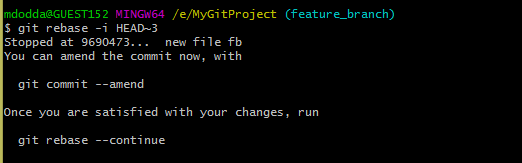 mdodda@GUEST152 MINGW64 /e/MyGitProject (feature_branch)
$ git rebase -i HEAD~3
Stopped at 9690473... new file fb
You can amend the commit now, with
git commit --amend
Once you are satisfied with your changes, run
git rebase --continue